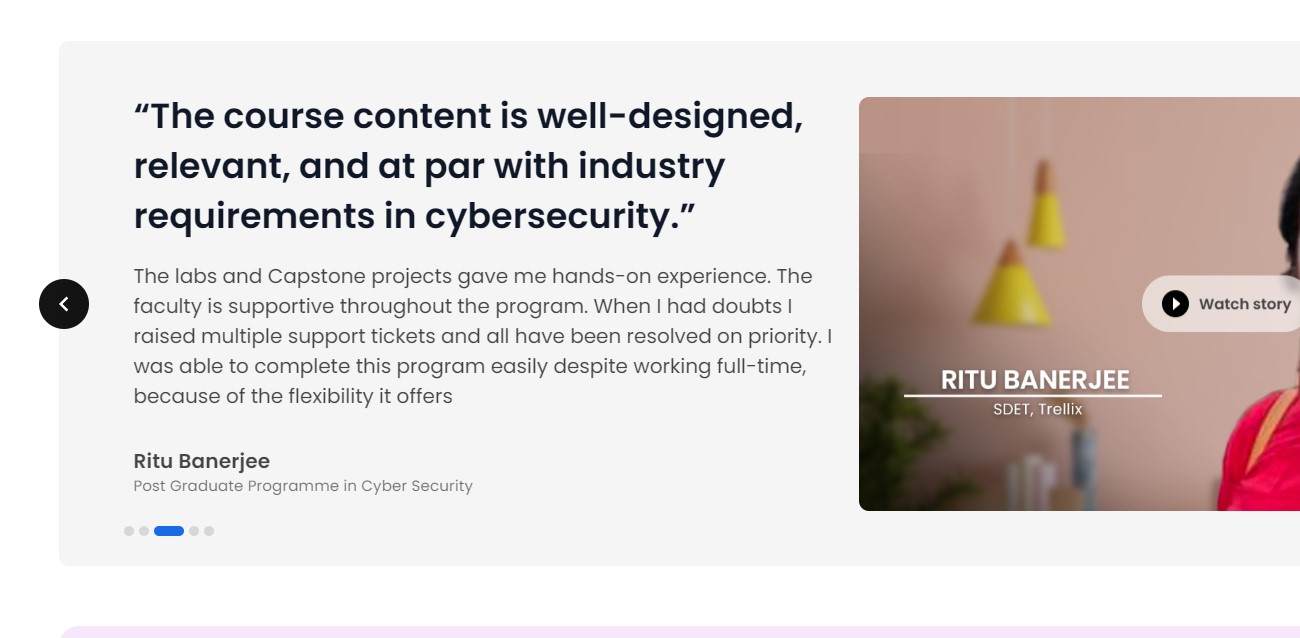 “The course content is well-designed,
relevant, and at par with industry
requirements in cybersecurity.”
The labs and Capstone projects gave me hands-on experience. The
faculty is supportive throughout the program. When I had doubts I
raised multiple support tickets and all have been resolved on priority. I
was able to complete this program easily despite working full-time,
because of the flexibility it offers
Ritu Banerjee
Post Graduate Programme in Cyber Security
Watch story
RITU BANERJEE
SDET, Trellix